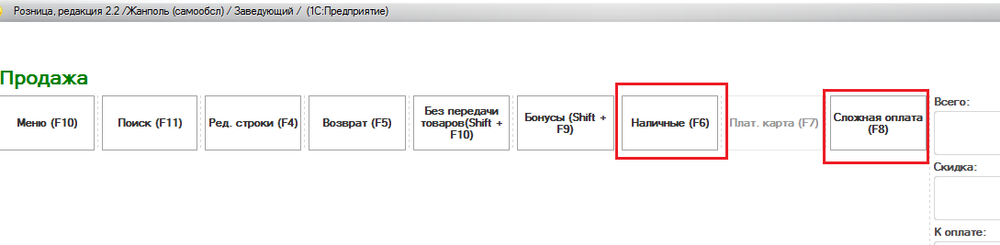 Розница, редакция 2.2 /Жанполь (самообсл) / Заведующий / (1С:Предприятие)
Продажа
Меню (F10)
Поиск (F11)
Ред. строки (F4)
Возврат (F5)
Без передачи
товаров(Shift +
F10)
Бонусы (Shift +
F9)
Наличные (F6)
Плат. карта (F7)
Сложная оплата
(F8)
Всего:
Скидка:
К оплате: